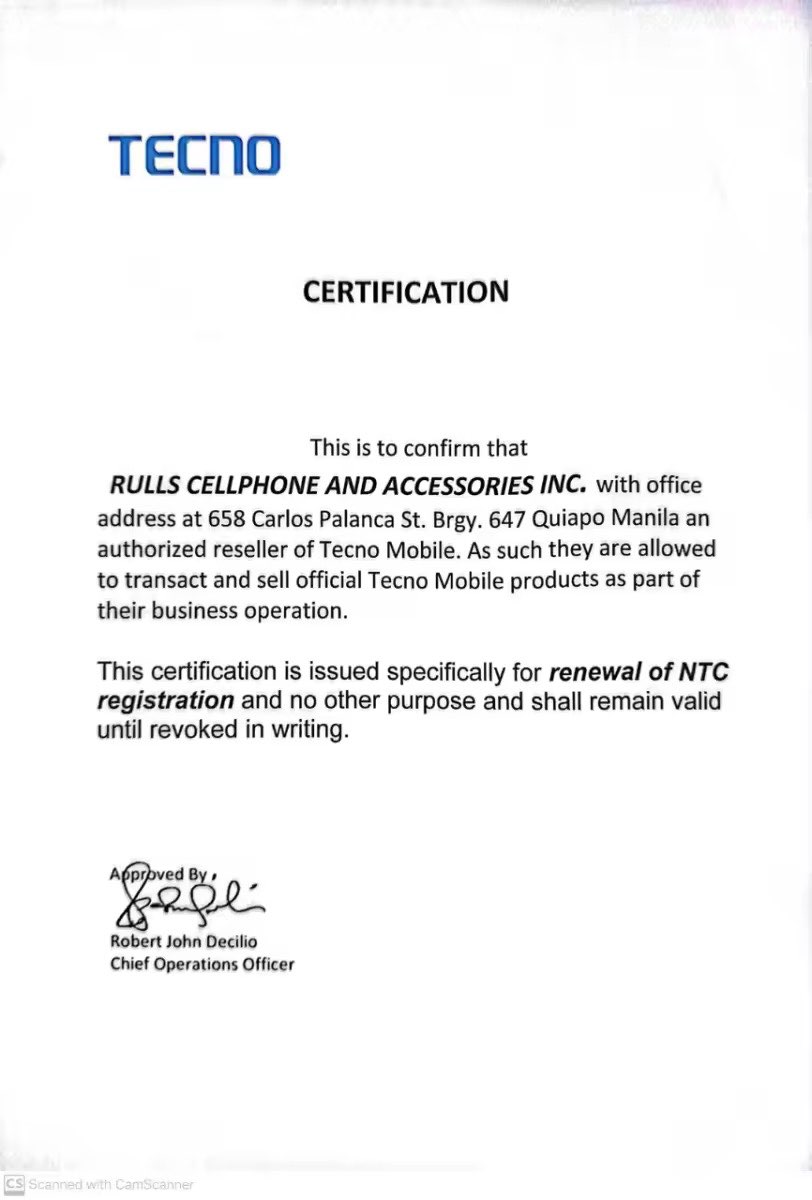 TECNO
CERTIFICATION
This is to confirm that
RULLS CELLPHONE AND ACCESSORIES INC. with office
address at 658 Carlos Palanca St. Brgy. 647 Quiapo Manila an
authorized reseller of Tecno Mobile. As such they are allowed
to transact and sell official Tecno Mobile products as part of
their business operation.
This certification is issued specifically for renewal of NTC
registration and no other purpose and shall remain valid
until revoked in writing.
Approved By,
Robert John Decilio
Chief Operations Officer
CS Scanned with CamScanner